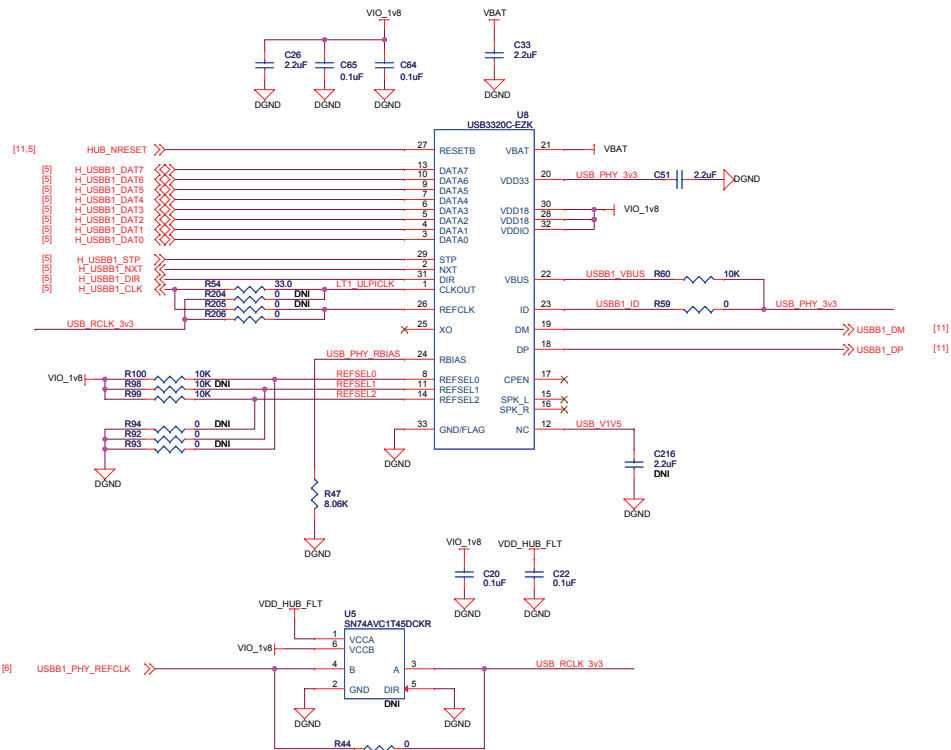 VIO_1v8
VBAT
C26
2.2uF
C65
0.1uF
C64
0.1uF
C33
2.2uF
DGND
DGND
DGND
DGND
U8
USB3320C-EZK
[11,5] HUB_NRESET 27 RESETB VBAT 21 VBAT
[5] H_USBB1_DAT7 13 DATA7
[5] H_USBB1_DAT6 10 DATA6 VDD33 20 USB_PHY_3v3 C51 2.2uF DGND
[5] H_USBB1_DAT5 9 DATA5
[5] H_USBB1_DAT4 7 DATA4
[5] H_USBB1_DAT3 6 DATA3 VDD18 30 VIO_1v8
[5] H_USBB1_DAT2 5 DATA2 VDD18 28
[5] H_USBB1_DAT1 4 DATA1 VDDIO 32
[5] H_USBB1_DAT0 3 DATA0
[5] H_USBB1_STP 29 STP
[5] H_USBB1_NXT 2 NXT
[5] H_USBB1_DIR 31 DIR VBUS 22 USBB1_VBUS R60 10K
[5] H_USBB1_CLK R54 33.0 LT1_ULPICLK 1 CLKOUT
R204 0 DNI
R205 0 DNI 26 REFCLK ID 23 USBB1_ID R59 0 USB_PHY_3v3
R206 0
USB_RCLK_3v3 25 XO DM 19 USBB1_DM [11]
DP 18 USBB1_DP [11]
USB_PHY_RBIAS 24 RBIAS
VIO_1v8 R100 10K REFSEL0 8 REFSEL0 CPEN 17
R98 10K DNI REFSEL1 11 REFSEL1
R99 10K REFSEL2 14 REFSEL2 SPK_L 15
SPK_R 16
R94 0 DNI 33 GND/FLAG NC 12 USB_V1V5
R92 0
R93 0 DNI
DGND
DGND
C216
2.2uF
DNI
DGND
R47
8.06K
DGND
VIO_1v8
VDD_HUB_FLT
C20
0.1uF
C22
0.1uF
DGND
DGND
VDD_HUB_FLT
U5
SN74AVC1T45DCKR
1 VCCA
VIO_1v8 6 VCCB
[6] USBB1_PHY_REFCLK 4 B A 3 USB_RCLK_3v3
2 GND DIR 5
DNI
DGND
DGND
R44 0